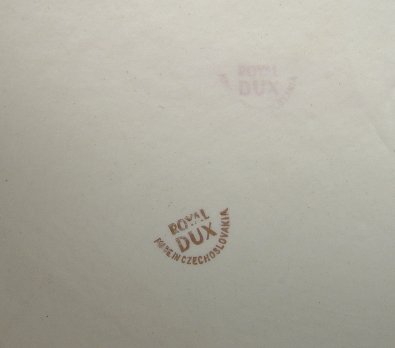 ROYAL
DUX
ROYAL
DUX
MADE IN CZECHOSLOVAKIA